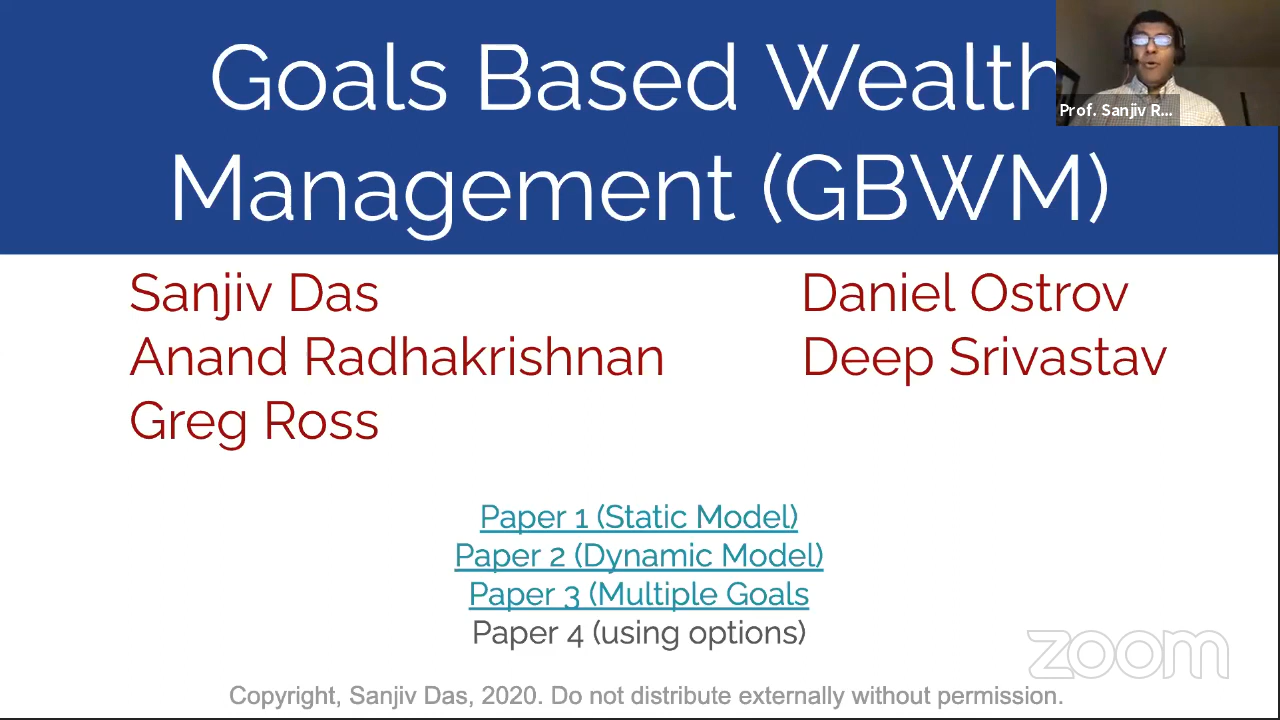 Goals Based Wealth
Management (GBWM)
Prof. Sanjiv R...
Sanjiv Das
Anand Radhakrishnan
Greg Ross
Daniel Ostrov
Deep Srivastav
Paper 1 (Static Model)
Paper 2 (Dynamic Model)
Paper 3 (Multiple Goals
Paper 4 (using options)
zoom
Copyright, Sanjiv Das, 2020. Do not distribute externally without permission.